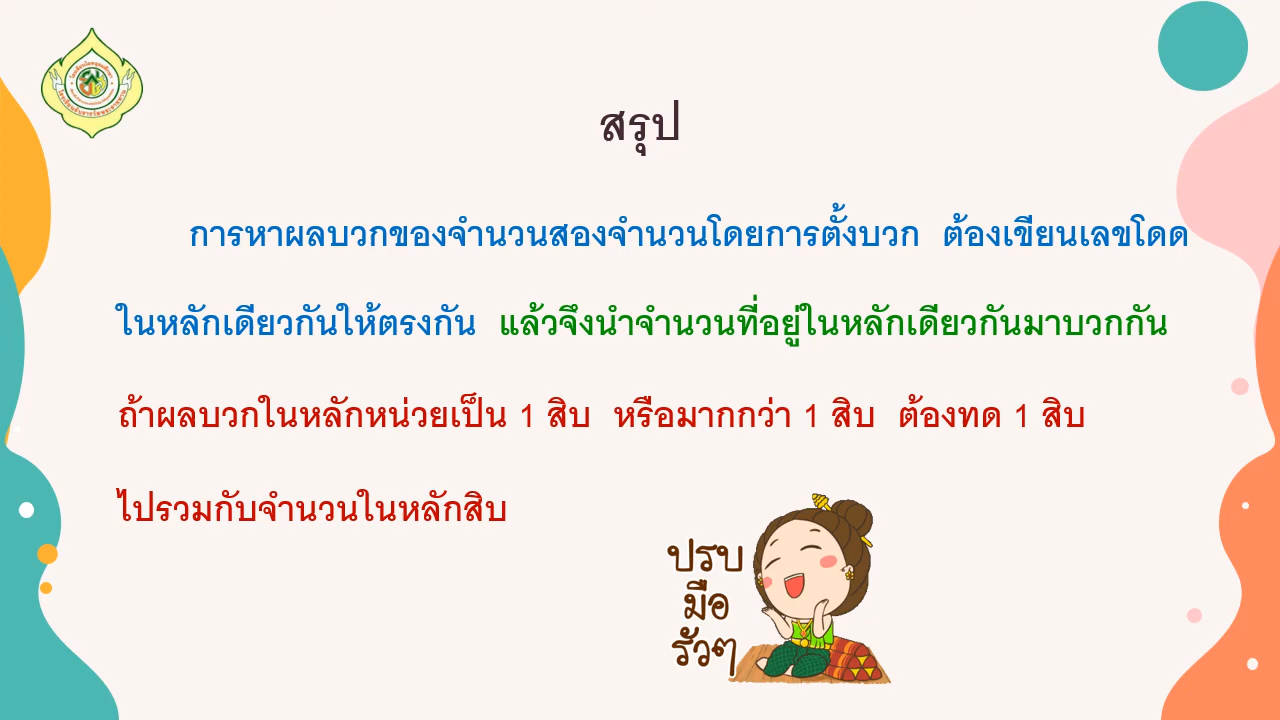 สรุป
การหาผลบวกของจำนวนสองจำนวนโดยการตั้งบวก ต้องเขียนเลขโดด
ในหลักเดียวกันให้ตรงกัน แล้วจึงนำจำนวนที่อยู่ในหลักเดียวกันมาบวกกัน
ถ้าผลบวกในหลักหน่วยเป็น 1 สิบ หรือมากกว่า 1 สิบ ต้องทด 1 สิบ
ไปรวมกับจำนวนในหลักสิบ
ปรบ
มือ
รัวๆ